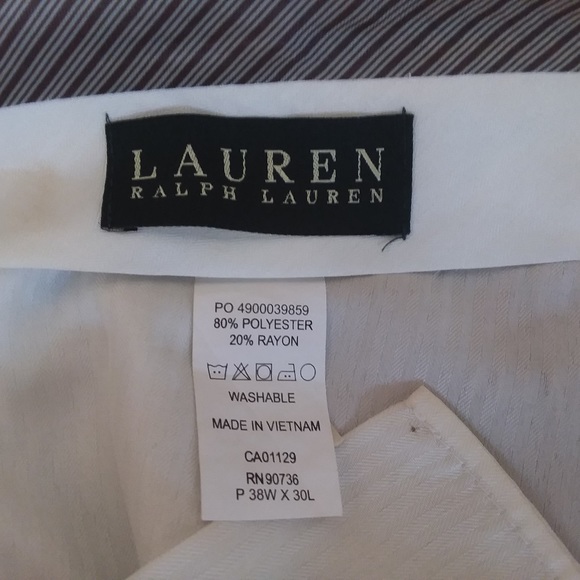 LAUREN
RALPH LAUREN
PO 4900039859
80% POLYESTER
20% RAYON
WASHABLE
MADE IN VIETNAM
CA01129
RN90736
P 38W X 30L